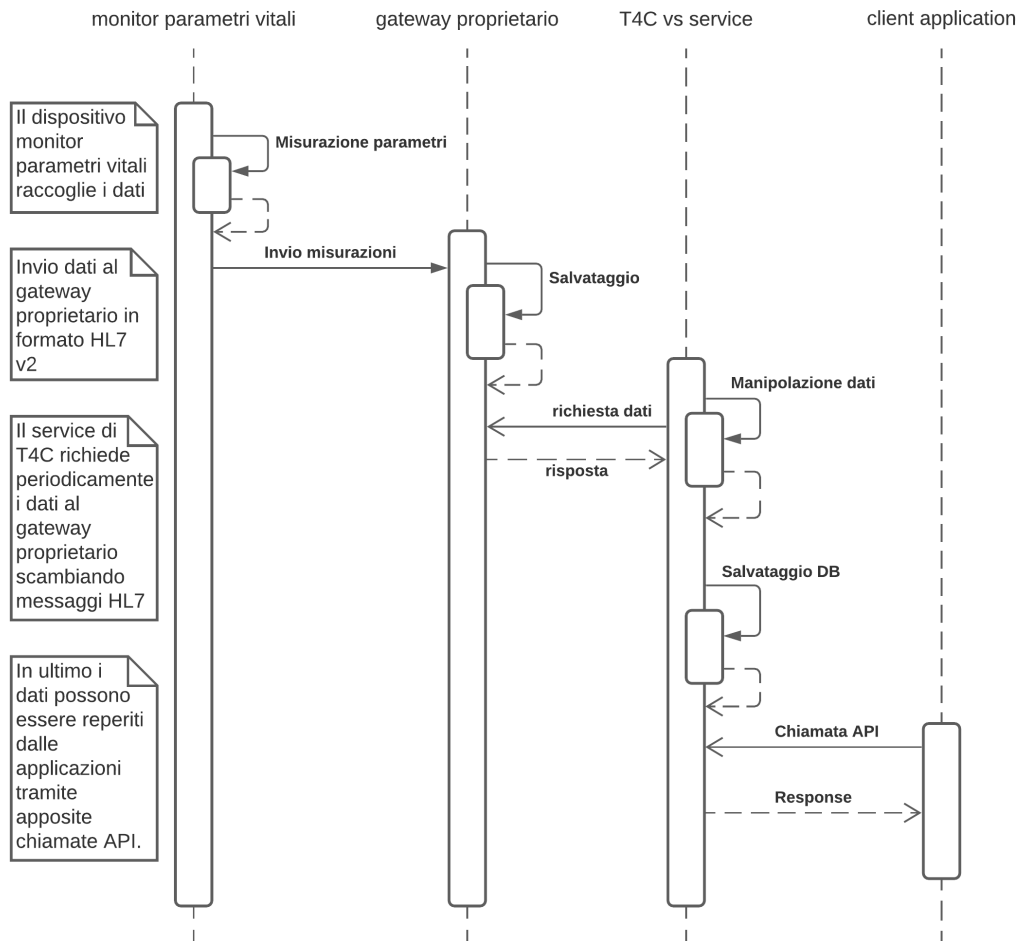 monitor parametri vitali
gateway proprietario
T4C vs service
client application
Il dispositivo
monitor
parametri vitali
raccoglie i dati
Misurazione parametri
Invio misurazioni
Invio dati al
gateway
proprietario in
formato HL7
v2
Salvataggio
Manipolazione dati
richiesta dati
risposta
Il service di
T4C richiede
periodicamente
i dati al
gateway
proprietario
scambiando
messaggi HL7
Salvataggio DB
In ultimo i
dati possono
essere reperiti
dalle
applicazioni
tramite
apposite
chiamate API.
Chiamata API
Response